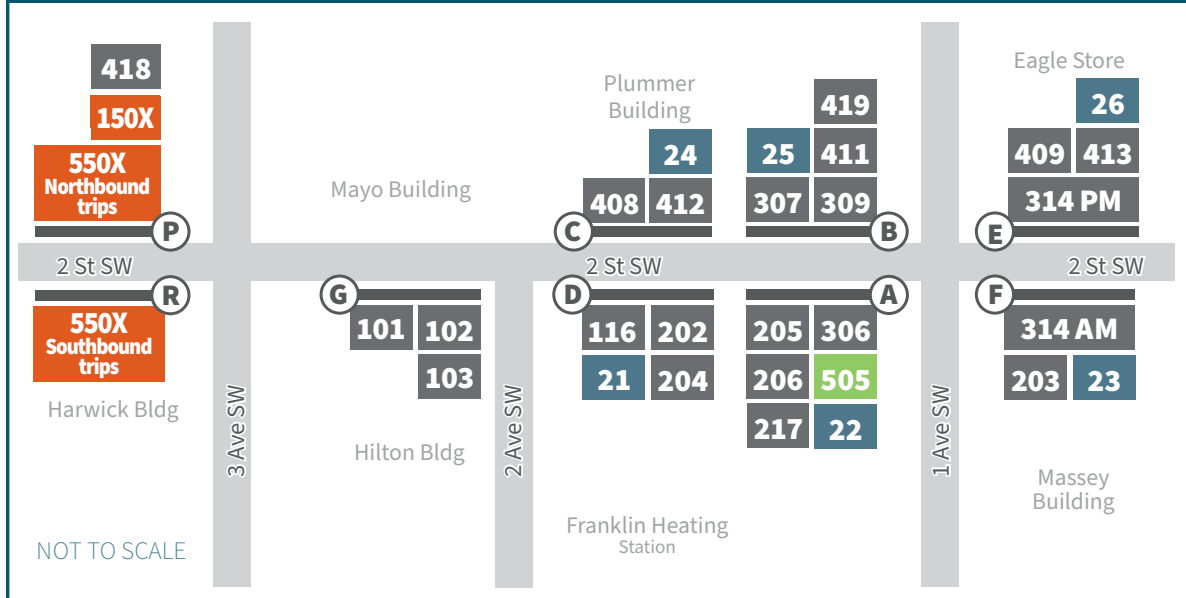 418
150X
550X
Northbound
trips
P
2 St SW
R
550X
Southbound
trips
Harwick Bldg
NOT TO SCALE
3 Ave SW
Mayo Building
G
101 102
103
Hilton Bldg
2 Ave SW
Plummer
Building
24
408 412
C
2 St SW
D
116 202
21 204
Franklin Heating
Station
419
25 411
307 309
B
A
205 306
206 505
217 22
1 Ave SW
Eagle Store
26
409 413
314 PM
E
2 St SW
F
314 AM
203 23
Massey
Building